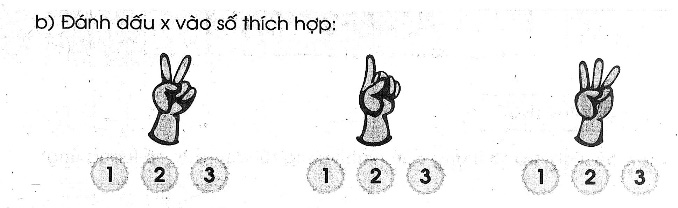 b) Đánh dấu x vào số thích hợp:
1 2 3 1 2 3 1 2 3